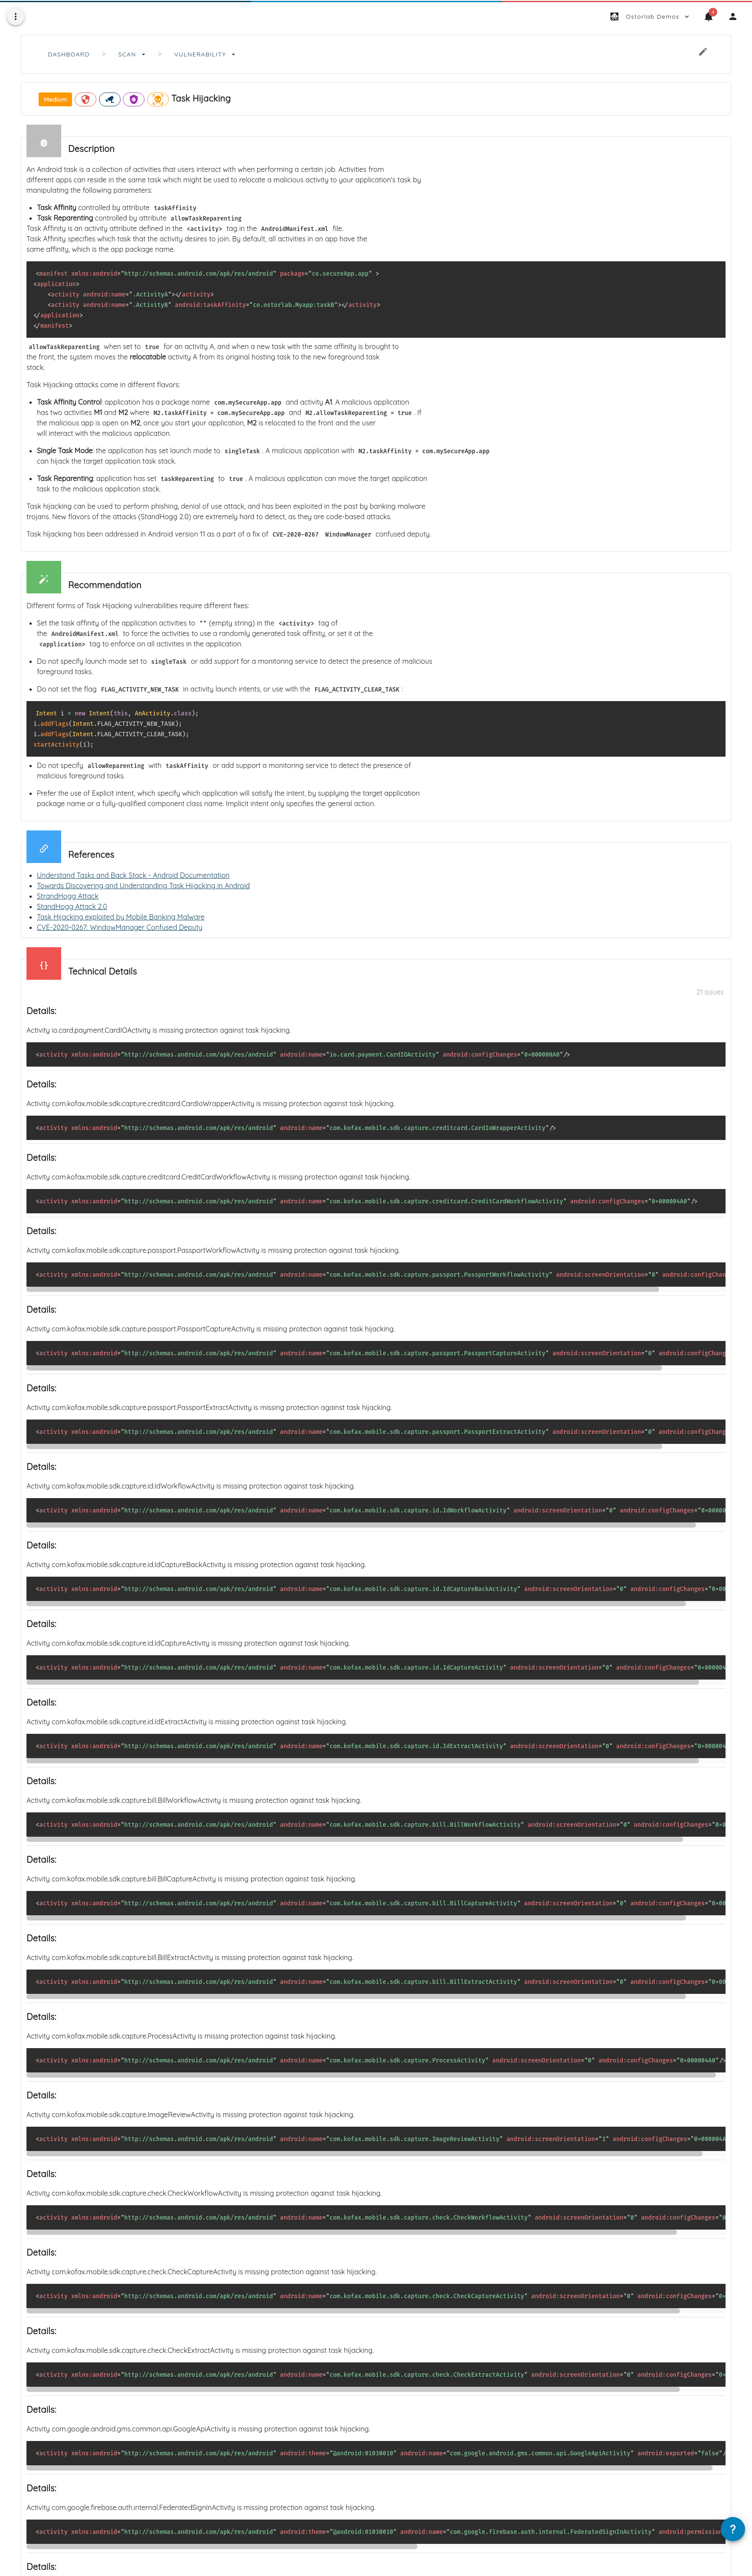 Ostorlab Demos
DASHBOARD > SCAN > VULNERABILITY
Medium Task Hijacking
Description
An Android task is a collection of activities that users interact with when performing a certain job. Activities from
different apps can reside in the same task which might be used to relocate a malicious activity to your application's task by
manipulating the following parameters:
Task Affinity controlled by attribute taskAffinity
Task Reparenting controlled by attribute allowTaskReparenting
Task Affinity is an activity attribute defined in the <activity> tag in the AndroidManifest.xml file.
Task Affinity specifies which task that the activity desires to join. By default, all activities in an app have the
same affinity, which is the app package name.
<manifest xmlns:android="http://schemas.android.com/apk/res/android" package="co.secureApp.app" >
<application>
<activity android:name=".ActivityA"></activity>
<activity android:name=".ActivityB" android:taskAffinity="co.ostorlab.Myapp:taskB"></activity>
</application>
</manifest>
allowTaskReparenting when set to true for an activity A, and when a new task with the same affinity is brought to
the front, the system moves the relocatable activity A from its original hosting task to the new foreground task
stack.
Task Hijacking attacks come in different flavors:
Task Affinity Control: application has a package name com.mySecureApp.app and activity A1. A malicious application
has two activities M1 and M2 where M2.taskAffinity = com.mySecureApp.app and M2.allowTaskReparenting = true. If
the malicious app is open on M2, once you start your application, M2 is relocated to the front and the user
will interact with the malicious application.
Single Task Mode: the application has set launch mode to singleTask. A malicious application with M2.taskAffinity = com.mySecureApp.app
can hijack the target application task stack.
Task Reparenting: application has set taskReparenting to true. A malicious application can move the target application
task to the malicious application stack.
Task hijacking can be used to perform phishing, denial of use attack, and has been exploited in the past by banking malware
trojans. New flavors of the attacks (StandHogg 2.0) are extremely hard to detect, as they are code-based attacks.
Task hijacking has been addressed in Android version 11 as a part of a fix of CVE-2020-0267 WindowManager confused deputy.
Recommendation
Different forms of Task Hijacking vulnerabilities require different fixes:
Set the task affinity of the application activities to "" (empty string) in the <activity> tag of
the AndroidManifest.xml to force the activities to use a randomly generated task affinity, or set it at the
<application> tag to enforce on all activities in the application.
Do not specify launch mode set to singleTask or add support for a monitoring service to detect the presence of malicious
foreground tasks.
Do not set the flag FLAG_ACTIVITY_NEW_TASK in activity launch intents, or use with the FLAG_ACTIVITY_CLEAR_TASK:
Intent i = new Intent(this, AnActivity.class);
i.addFlags(Intent.FLAG_ACTIVITY_NEW_TASK);
i.addFlags(Intent.FLAG_ACTIVITY_CLEAR_TASK);
startActivity(i);
Do not specify allowReparenting with taskAffinity or add support a monitoring service to detect the presence of
malicious foreground tasks.
Prefer the use of Explicit intent, which specify which application will satisfy the intent, by supplying the target application
package name or a fully-qualified component class name. Implicit intent only specifies the general action.
References
Understand Tasks and Back Stack - Android Documentation
Towards Discovering and Understanding Task Hijacking in Android
StrandHogg Attack
StandHogg Attack 2.0
Task Hijacking exploited by Mobile Banking Malware
CVE-2020-0267: WindowManager Confused Deputy
{}
Technical Details
21 issues
Details:
Activity io.card.payment.CardIOActivity is missing protection against task hijacking.
<activity xmlns:android="http://schemas.android.com/apk/res/android" android:name="io.card.payment.CardIOActivity" android:configChanges="0x000000A0"/>
Details:
Activity com.kofax.mobile.sdk.capture.creditcard.CardIoWrapperActivity is missing protection against task hijacking.
<activity xmlns:android="http://schemas.android.com/apk/res/android" android:name="com.kofax.mobile.sdk.capture.creditcard.CardIoWrapperActivity"/>
Details:
Activity com.kofax.mobile.sdk.capture.creditcard.CreditCardWorkflowActivity is missing protection against task hijacking.
<activity xmlns:android="http://schemas.android.com/apk/res/android" android:name="com.kofax.mobile.sdk.capture.creditcard.CreditCardWorkflowActivity" android:configChanges="0x000004A0"/>
Details:
Activity com.kofax.mobile.sdk.capture.passport.PassportWorkflowActivity is missing protection against task hijacking.
<activity xmlns:android="http://schemas.android.com/apk/res/android" android:name="com.kofax.mobile.sdk.capture.passport.PassportWorkflowActivity" android:screenOrientation="0" android:configChan
Details:
Activity com.kofax.mobile.sdk.capture.passport.PassportCaptureActivity is missing protection against task hijacking.
<activity xmlns:android="http://schemas.android.com/apk/res/android" android:name="com.kofax.mobile.sdk.capture.passport.PassportCaptureActivity" android:screenOrientation="0" android:configChang
Details:
Activity com.kofax.mobile.sdk.capture.passport.PassportExtractActivity is missing protection against task hijacking.
<activity xmlns:android="http://schemas.android.com/apk/res/android" android:name="com.kofax.mobile.sdk.capture.passport.PassportExtractActivity" android:screenOrientation="0" android:configChang
Details:
Activity com.kofax.mobile.sdk.capture.id.IdWorkflowActivity is missing protection against task hijacking.
<activity xmlns:android="http://schemas.android.com/apk/res/android" android:name="com.kofax.mobile.sdk.capture.id.IdWorkflowActivity" android:screenOrientation="0" android:configChanges="0x00000
Details:
Activity com.kofax.mobile.sdk.capture.id.IdCaptureBackActivity is missing protection against task hijacking.
<activity xmlns:android="http://schemas.android.com/apk/res/android" android:name="com.kofax.mobile.sdk.capture.id.IdCaptureBackActivity" android:screenOrientation="0" android:configChanges="0x00
Details:
Activity com.kofax.mobile.sdk.capture.id.IdCaptureActivity is missing protection against task hijacking.
<activity xmlns:android="http://schemas.android.com/apk/res/android" android:name="com.kofax.mobile.sdk.capture.id.IdCaptureActivity" android:screenOrientation="0" android:configChanges="0x000004
Details:
Activity com.kofax.mobile.sdk.capture.id.IdExtractActivity is missing protection against task hijacking.
<activity xmlns:android="http://schemas.android.com/apk/res/android" android:name="com.kofax.mobile.sdk.capture.id.IdExtractActivity" android:screenOrientation="0" android:configChanges="0x000004
Details:
Activity com.kofax.mobile.sdk.capture.bill.BillWorkflowActivity is missing protection against task hijacking.
<activity xmlns:android="http://schemas.android.com/apk/res/android" android:name="com.kofax.mobile.sdk.capture.bill.BillWorkflowActivity" android:screenOrientation="0" android:configChanges="0x0
Details:
Activity com.kofax.mobile.sdk.capture.bill.BillCaptureActivity is missing protection against task hijacking.
<activity xmlns:android="http://schemas.android.com/apk/res/android" android:name="com.kofax.mobile.sdk.capture.bill.BillCaptureActivity" android:screenOrientation="0" android:configChanges="0x00
Details:
Activity com.kofax.mobile.sdk.capture.bill.BillExtractActivity is missing protection against task hijacking.
<activity xmlns:android="http://schemas.android.com/apk/res/android" android:name="com.kofax.mobile.sdk.capture.bill.BillExtractActivity" android:screenOrientation="0" android:configChanges="0x00
Details:
Activity com.kofax.mobile.sdk.capture.ProcessActivity is missing protection against task hijacking.
<activity xmlns:android="http://schemas.android.com/apk/res/android" android:name="com.kofax.mobile.sdk.capture.ProcessActivity" android:screenOrientation="0" android:configChanges="0x000004A0"/>
Details:
Activity com.kofax.mobile.sdk.capture.ImageReviewActivity is missing protection against task hijacking.
<activity xmlns:android="http://schemas.android.com/apk/res/android" android:name="com.kofax.mobile.sdk.capture.ImageReviewActivity" android:screenOrientation="1" android:configChanges="0x000004A
Details:
Activity com.kofax.mobile.sdk.capture.check.CheckWorkflowActivity is missing protection against task hijacking.
<activity xmlns:android="http://schemas.android.com/apk/res/android" android:name="com.kofax.mobile.sdk.capture.check.CheckWorkflowActivity" android:screenOrientation="0" android:configChanges="0
Details:
Activity com.kofax.mobile.sdk.capture.check.CheckCaptureActivity is missing protection against task hijacking.
<activity xmlns:android="http://schemas.android.com/apk/res/android" android:name="com.kofax.mobile.sdk.capture.check.CheckCaptureActivity" android:screenOrientation="0" android:configChanges="0x
Details:
Activity com.kofax.mobile.sdk.capture.check.CheckExtractActivity is missing protection against task hijacking.
<activity xmlns:android="http://schemas.android.com/apk/res/android" android:name="com.kofax.mobile.sdk.capture.check.CheckExtractActivity" android:screenOrientation="0" android:configChanges="0x
Details:
Activity com.google.android.gms.common.api.GoogleApiActivity is missing protection against task hijacking.
<activity xmlns:android="http://schemas.android.com/apk/res/android" android:theme="@android:01030010" android:name="com.google.android.gms.common.api.GoogleApiActivity" android:exported="false"/
Details:
Activity com.google.firebase.auth.internal.FederatedSignInActivity is missing protection against task hijacking.
<activity xmlns:android="http://schemas.android.com/apk/res/android" android:theme="@android:01030010" android:name="com.google.firebase.auth.internal.FederatedSignInActivity" android:permission
?
Details: